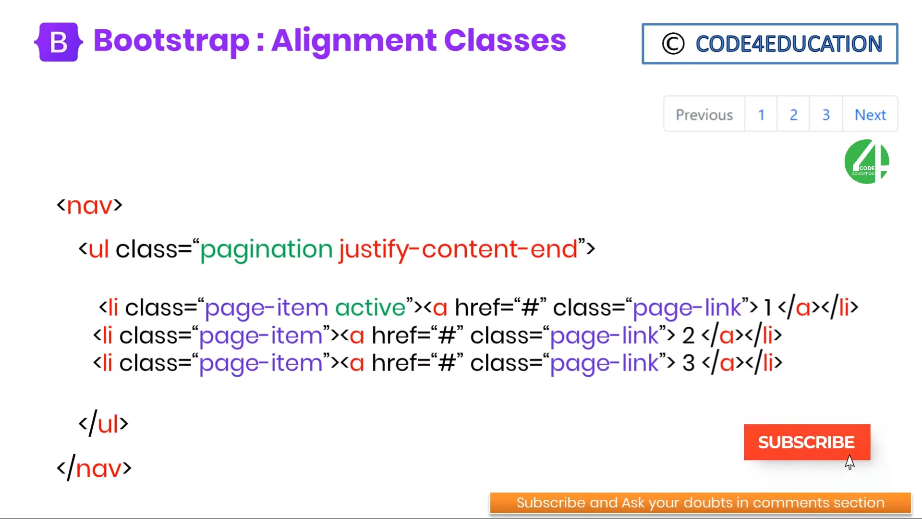 B Bootstrap : Alignment Classes
© CODE4EDUCATION
Previous 1 2 3 Next
4 CODE EDUCATION
<nav>
<ul class=“pagination justify-content-end”>
<li class=“page-item active”><a href=“#” class=“page-link”> 1 </a></li>
<li class=“page-item”><a href=“#” class=“page-link”> 2 </a></li>
<li class=“page-item”><a href=“#” class=“page-link”> 3 </a></li>
</ul>
</nav>
SUBSCRIBE
Subscribe and Ask your doubts in comments section